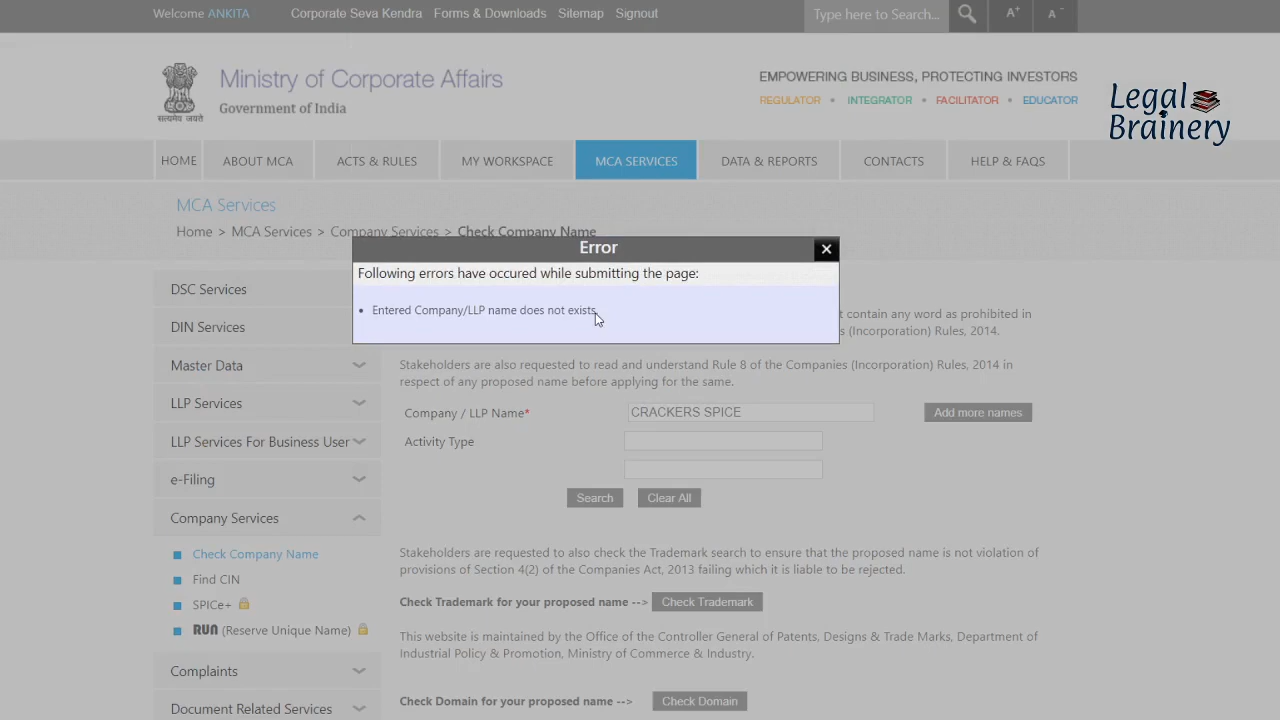 Welcome ANKITA Corporate Seva Kendra Forms & Downloads Sitemap Signout Type here to Search... A+ A-
Ministry of Corporate Affairs
Government of India
सत्यमेव जयते
EMPOWERING BUSINESS, PROTECTING INVESTORS
REGULATOR • INTEGRATOR • FACILITATOR • EDUCATOR
Legal
Brainery
HOME ABOUT MCA ACTS & RULES MY WORKSPACE MCA SERVICES DATA & REPORTS CONTACTS HELP & FAQS
MCA Services
Home > MCA Services > Company Services > Check Company Name
Error
Following errors have occured while submitting the page:
• Entered Company/LLP name does not exists.
DSC Services
DIN Services
Master Data
LLP Services
LLP Services For Business User
e-Filing
Company Services
Check Company Name
Find CIN
SPICe+
RUN (Reserve Unique Name)
Complaints
Document Related Services
t contain any word as prohibited in
s (Incorporation) Rules, 2014.
Stakeholders are also requested to read and understand Rule 8 of the Companies (Incorporation) Rules, 2014 in
respect of any proposed name before applying for the same.
Company / LLP Name* CRACKERS SPICE Add more names
Activity Type
Search Clear All
Stakeholders are requested to also check the Trademark search to ensure that the proposed name is not violation of
provisions of Section 4(2) of the Companies Act, 2013 failing which it is liable to be rejected.
Check Trademark for your proposed name --> Check Trademark
This website is maintained by the Office of the Controller General of Patents, Designs & Trade Marks, Department of
Industrial Policy & Promotion, Ministry of Commerce & Industry.
Check Domain for your proposed name --> Check Domain